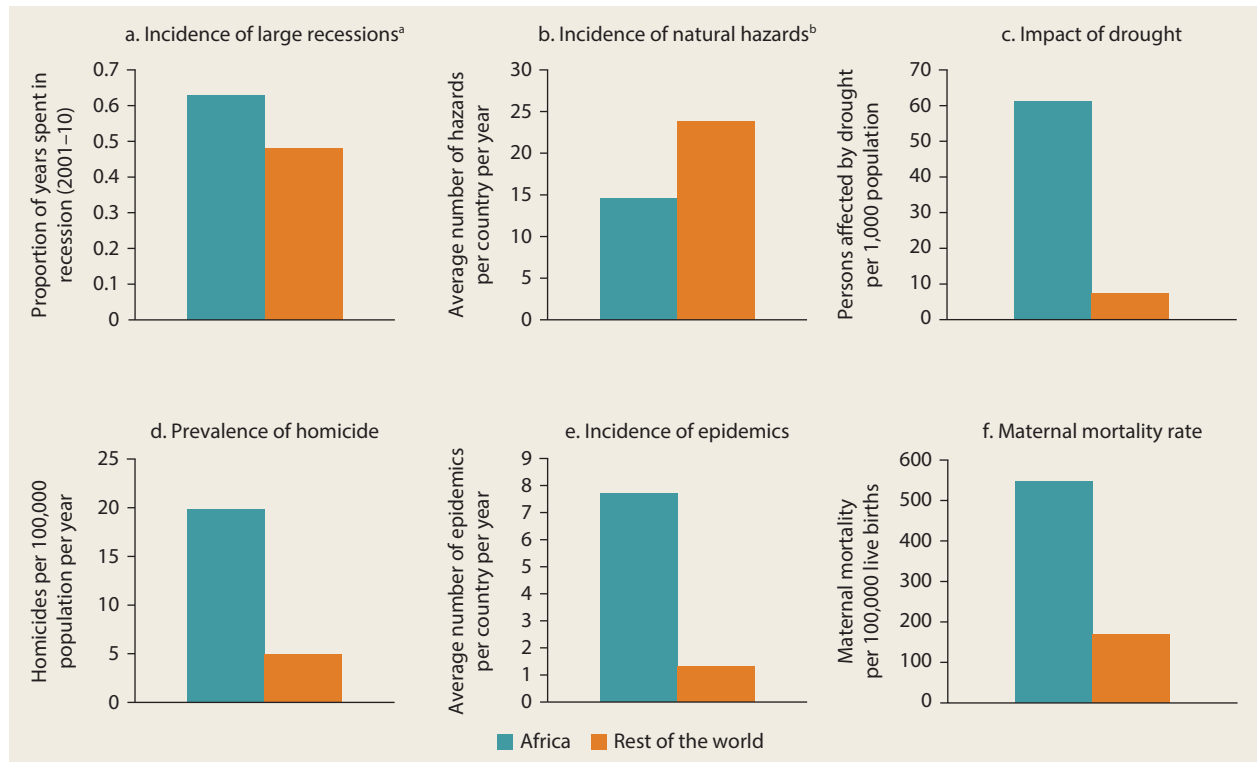 a. Incidence of large recessionsᵃ
Proportion of years spent in
recession (2001–10)
0.7
0.6
0.5
0.4
0.3
0.2
0.1
0
b. Incidence of natural hazardsᵇ
Average number of hazards
per country per year
30
25
20
15
10
5
0
c. Impact of drought
Persons affected by drought
per 1,000 population
70
60
50
40
30
20
10
0
d. Prevalence of homicide
Homicides per 100,000
population per year
25
20
15
10
5
0
e. Incidence of epidemics
Average number of epidemics
per country per year
9
8
7
6
5
4
3
2
1
0
f. Maternal mortality rate
Maternal mortality
per 100,000 live births
600
500
400
300
200
100
0
Africa Rest of the world